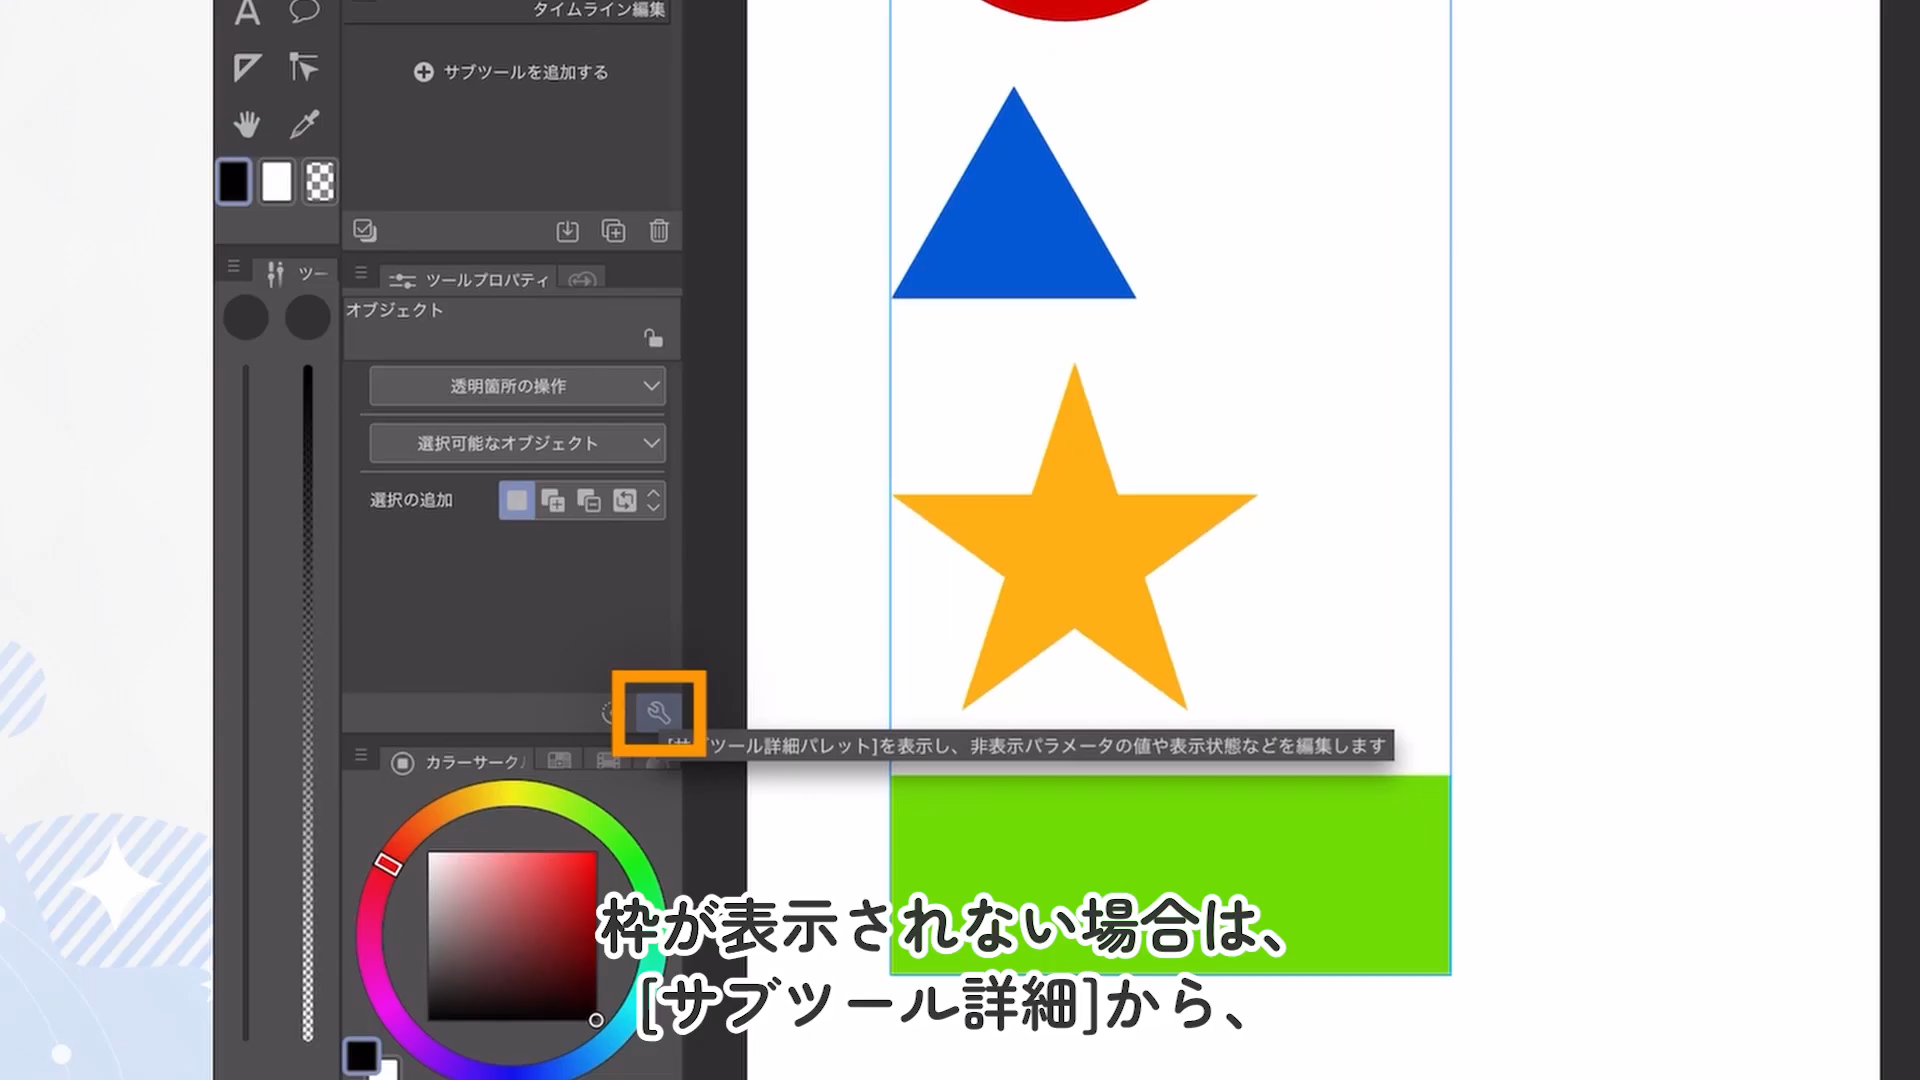 A
タイムライン編集
サブツールを追加する
ツー
ツールプロパティ
オブジェクト
透明箇所の操作
選択可能なオブジェクト
選択の追加
ツール詳細パレット]を表示し、非表示パラメータの値や表示状態などを編集します
カラーサーク
枠が表示されない場合は、
[サブツール詳細]から、